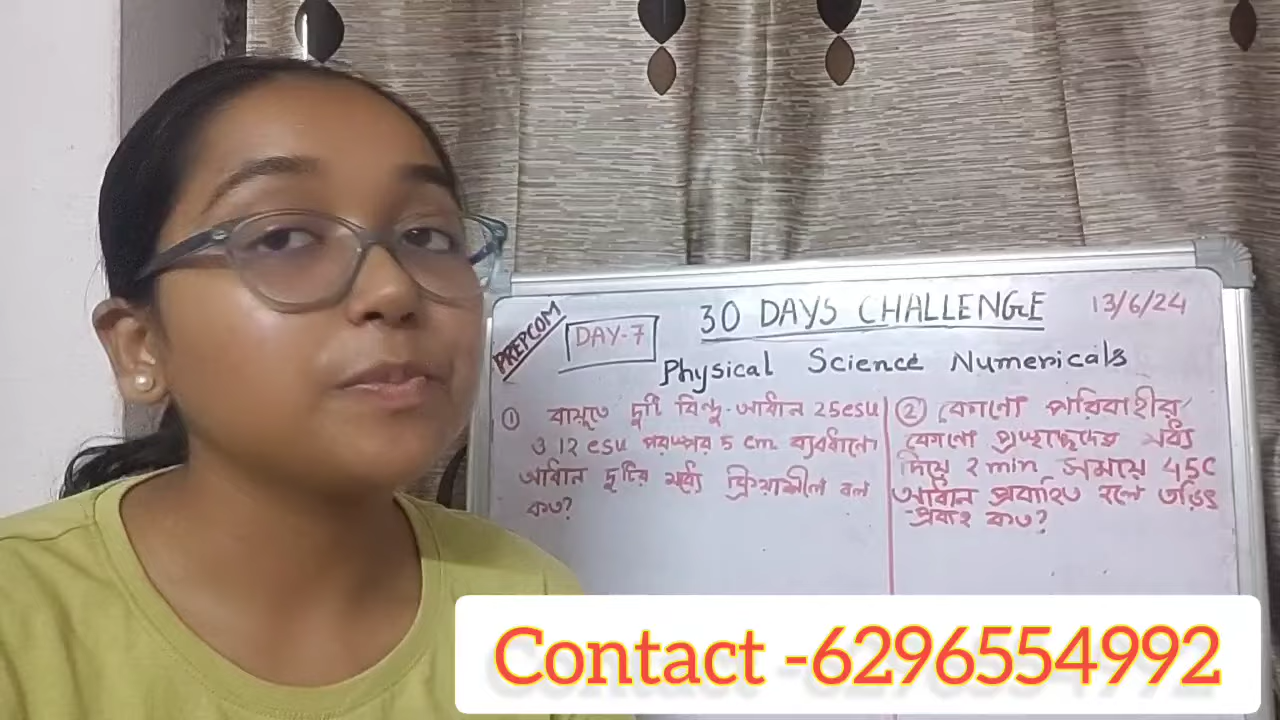 30 DAYS CHALLENGE
13/6/24
PREPCOM
DAY-7
Physical Science Numericals
① বায়ুতে দুটি বিন্দু-আধান 25esu
ও 12 esu পরস্পর 5 cm ব্যবধানে।
আধান দুটির মধ্যে ক্রিয়াশীল বল
কত?
② কোনো পরিবাহীর
কোনো প্রস্থচ্ছেদের মধ্য
দিয়ে 2 min সময়ে 45C
আধান প্রবাহিত হলে তড়িৎ
প্রবাহ কত?
Contact -6296554992